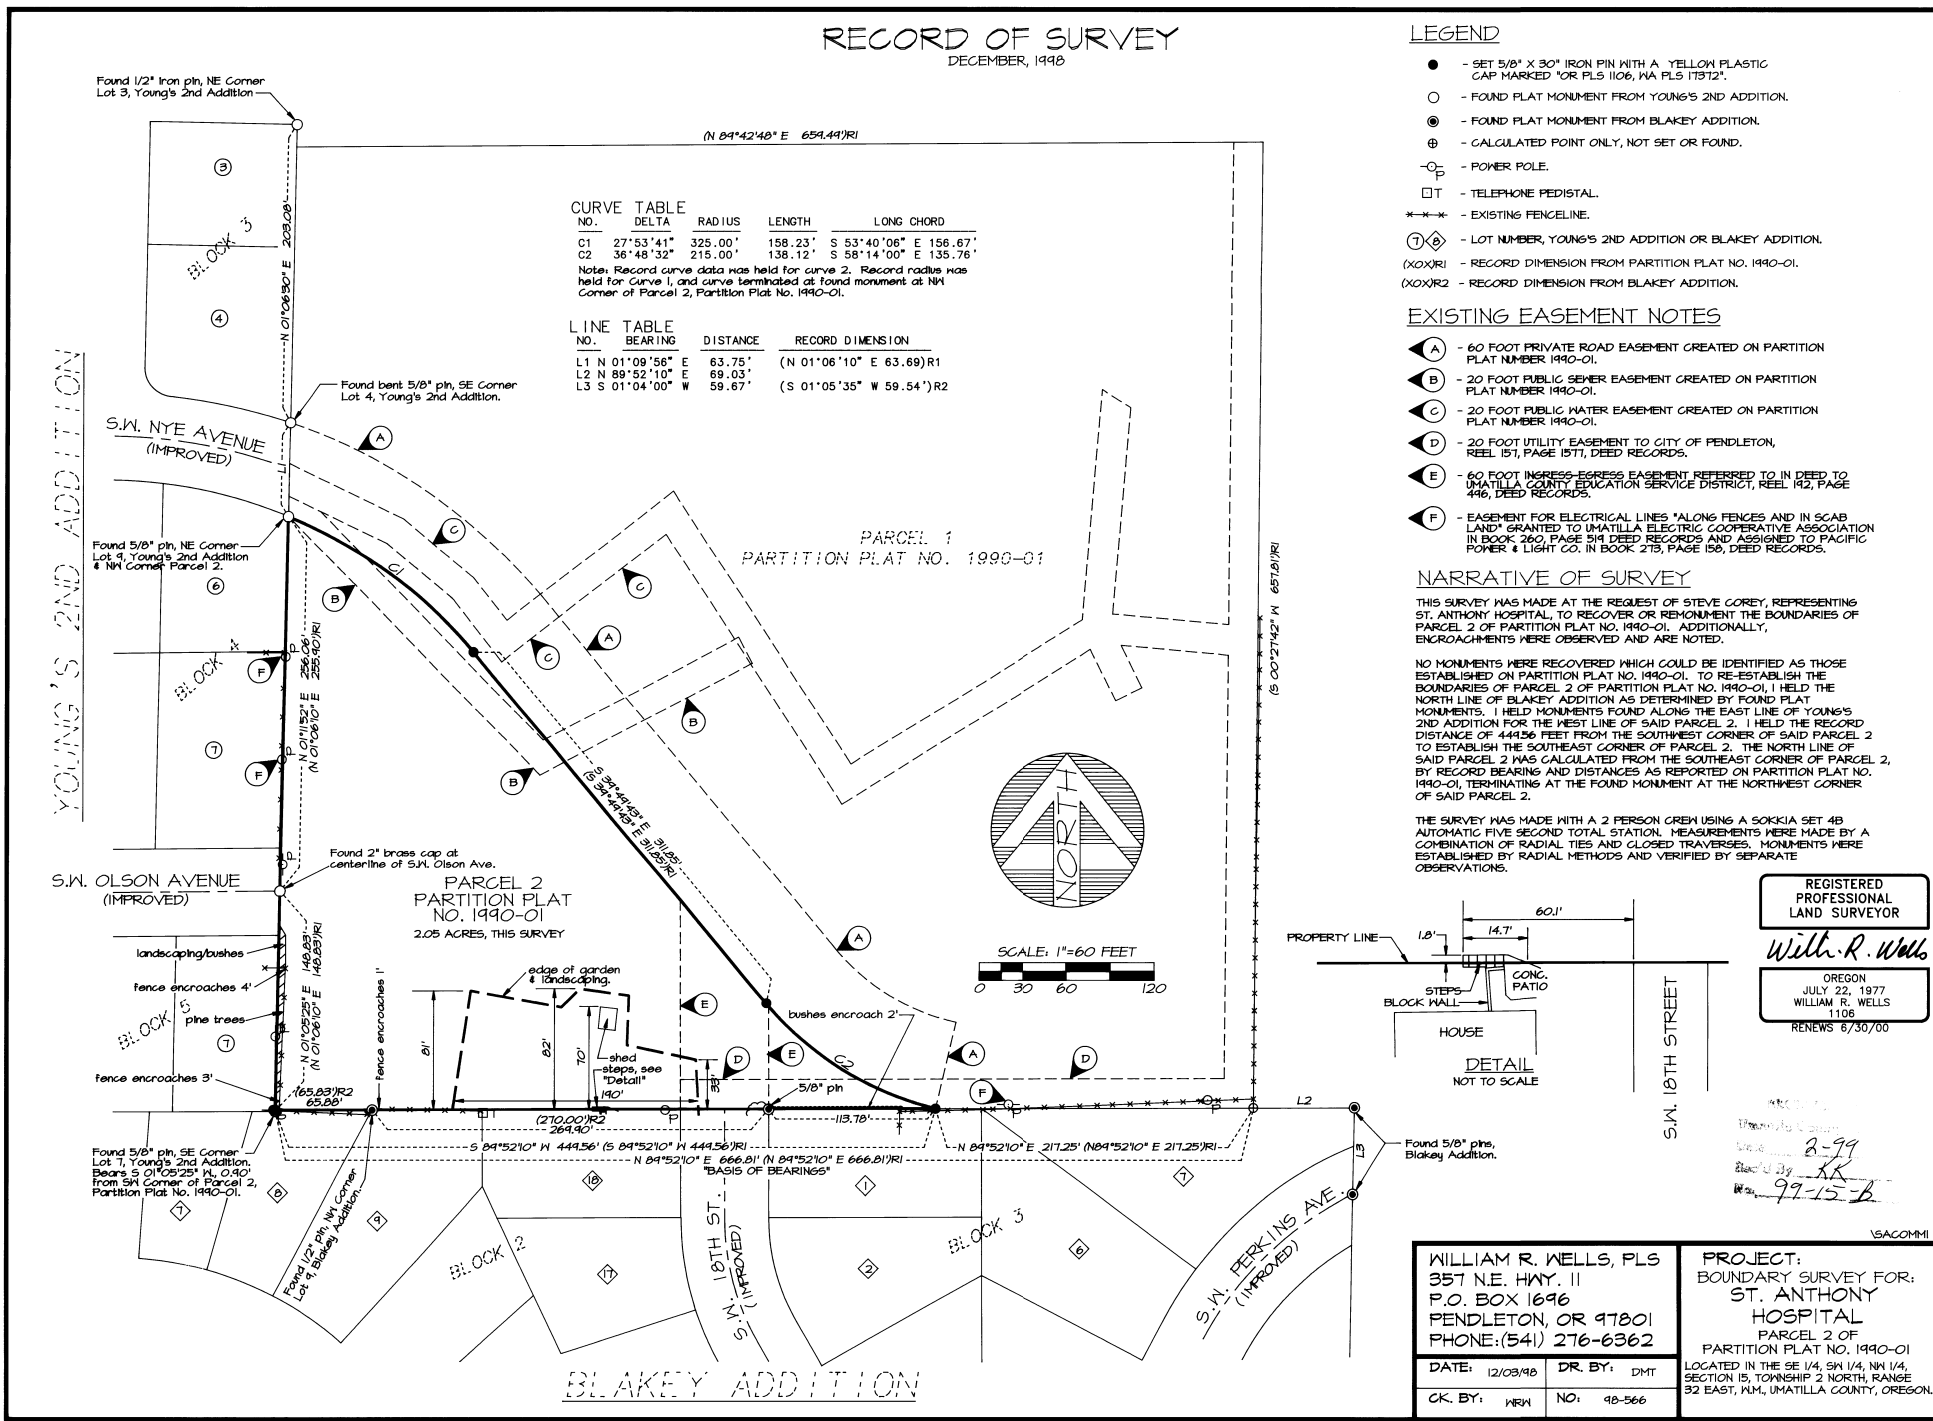 RECORD OF SURVEY
DECEMBER, 1998
Found 1/2" iron pin, NE Corner
Lot 3, Young's 2nd Addition
(N 89°42'48" E 659.49')R1
3
BLOCK 3
4
N 01°06'30" E 203.08'
CURVE TABLE
NO. DELTA RADIUS LENGTH LONG CHORD
C1 27°53'41" 325.00' 158.23' S 53°40'06" E 156.67'
C2 36°48'32" 215.00' 138.12' S 58°14'00" E 135.76'
Note: Record curve data was held for curve 2. Record radius was
held for Curve 1, and curve terminated at found monument at NW
Corner of Parcel 2, Partition Plat No. 1990-01.
LINE TABLE
NO. BEARING DISTANCE RECORD DIMENSION
L1 N 01°09'56" E 63.75' (N 01°06'10" E 63.69)R1
L2 N 89°52'10" E 69.03'
L3 S 01°04'00" W 59.67' (S 01°05'35" W 59.54')R2
Found bent 5/8" pin, SE Corner
Lot 4, Young's 2nd Addition.
S.W. NYE AVENUE
(IMPROVED)
L1
A
C
YOUNG'S 2ND ADDITION
Found 5/8" pin, NE Corner
Lot 9, Young's 2nd Addition
& NW Corner Parcel 2.
6
C1
B
C
C
A
PARCEL 1
PARTITION PLAT NO. 1990-01
(S 00°27'42" W 657.81')R1
BLOCK 4
F
P
N 01°11'52" E 256.06'
(N 01°06'10" E 255.90')R1
7
F
P
B
B
S 39°49'43" E 311.85'
(S 39°49'43" E 311.85')R1
NORTH
P
Found 2" brass cap at
centerline of S.W. Olson Ave.
S.W. OLSON AVENUE
(IMPROVED)
PARCEL 2
PARTITION PLAT
NO. 1990-01
2.05 ACRES, THIS SURVEY
A
SCALE: 1"=60 FEET
0 30 60 120
landscaping/bushes
fence encroaches 4'
pine trees
BLOCK 5
7
fence encroaches 3'
N 01°05'25" E 148.83'
(N 01°06'10" E 148.83')R1
P
fence encroaches 1'
edge of garden
& landscaping.
81'
82'
70'
shed
steps, see
"Detail"
190'
33'
E
D
E
bushes encroach 2'
C2
A
D
F
5/8" pin
(65.83')R2
65.88'
P
T
(270.00')R2
269.90'
P
113.78'
P
P
L2
S 89°52'10" W 449.56' (S 89°52'10" W 449.56')R1
N 89°52'10" E 217.25' (N89°52'10" E 217.25')R1
N 89°52'10" E 666.81' (N 89°52'10" E 666.81')R1
"BASIS OF BEARINGS"
Found 5/8" pin, SE Corner
Lot 7, Young's 2nd Addition.
Bears S 01°05'25" W, 0.90'
from SW Corner of Parcel 2,
Partition Plat No. 1990-01.
7
8
Found 1/2" pin, NW Corner
Lot 9, Blakey Addition.
9
18
BLOCK 2
17
S.W. 18TH ST.
(IMPROVED)
1
2
BLOCK 3
7
6
S.W. PERKINS AVE.
(IMPROVED)
L3
Found 5/8" pins,
Blakey Addition.
BLAKEY ADDITION
LEGEND
- SET 5/8" X 30" IRON PIN WITH A YELLOW PLASTIC
CAP MARKED "OR PLS 1106, WA PLS 17372".
- FOUND PLAT MONUMENT FROM YOUNG'S 2ND ADDITION.
- FOUND PLAT MONUMENT FROM BLAKEY ADDITION.
- CALCULATED POINT ONLY, NOT SET OR FOUND.
P - POWER POLE.
T - TELEPHONE PEDISTAL.
- EXISTING FENCELINE.
7 8 - LOT NUMBER, YOUNG'S 2ND ADDITION OR BLAKEY ADDITION.
(XOX)R1 - RECORD DIMENSION FROM PARTITION PLAT NO. 1990-01.
(XOX)R2 - RECORD DIMENSION FROM BLAKEY ADDITION.
EXISTING EASEMENT NOTES
A - 60 FOOT PRIVATE ROAD EASEMENT CREATED ON PARTITION
PLAT NUMBER 1990-01.
B - 20 FOOT PUBLIC SEWER EASEMENT CREATED ON PARTITION
PLAT NUMBER 1990-01.
C - 20 FOOT PUBLIC WATER EASEMENT CREATED ON PARTITION
PLAT NUMBER 1990-01.
D - 20 FOOT UTILITY EASEMENT TO CITY OF PENDLETON,
REEL 157, PAGE 1577, DEED RECORDS.
E - 60 FOOT INGRESS-EGRESS EASEMENT REFERRED TO IN DEED TO
UMATILLA COUNTY EDUCATION SERVICE DISTRICT, REEL 192, PAGE
496, DEED RECORDS.
F - EASEMENT FOR ELECTRICAL LINES "ALONG FENCES AND IN SCAB
LAND" GRANTED TO UMATILLA ELECTRIC COOPERATIVE ASSOCIATION
IN BOOK 260, PAGE 519 DEED RECORDS AND ASSIGNED TO PACIFIC
POWER & LIGHT CO. IN BOOK 273, PAGE 158, DEED RECORDS.
NARRATIVE OF SURVEY
THIS SURVEY WAS MADE AT THE REQUEST OF STEVE COREY, REPRESENTING
ST. ANTHONY HOSPITAL, TO RECOVER OR REMONUMENT THE BOUNDARIES OF
PARCEL 2 OF PARTITION PLAT NO. 1990-01. ADDITIONALLY,
ENCROACHMENTS WERE OBSERVED AND ARE NOTED.
NO MONUMENTS WERE RECOVERED WHICH COULD BE IDENTIFIED AS THOSE
ESTABLISHED ON PARTITION PLAT NO. 1990-01. TO RE-ESTABLISH THE
BOUNDARIES OF PARCEL 2 OF PARTITION PLAT NO. 1990-01, I HELD THE
NORTH LINE OF BLAKEY ADDITION AS DETERMINED BY FOUND PLAT
MONUMENTS. I HELD MONUMENTS FOUND ALONG THE EAST LINE OF YOUNG'S
2ND ADDITION FOR THE WEST LINE OF SAID PARCEL 2. I HELD THE RECORD
DISTANCE OF 449.56 FEET FROM THE SOUTHWEST CORNER OF SAID PARCEL 2
TO ESTABLISH THE SOUTHEAST CORNER OF PARCEL 2. THE NORTH LINE OF
SAID PARCEL 2 WAS CALCULATED FROM THE SOUTHEAST CORNER OF PARCEL 2,
BY RECORD BEARING AND DISTANCES AS REPORTED ON PARTITION PLAT NO.
1990-01, TERMINATING AT THE FOUND MONUMENT AT THE NORTHWEST CORNER
OF SAID PARCEL 2.
THE SURVEY WAS MADE WITH A 2 PERSON CREW USING A SOKKIA SET 4B
AUTOMATIC FIVE SECOND TOTAL STATION. MEASUREMENTS WERE MADE BY A
COMBINATION OF RADIAL TIES AND CLOSED TRAVERSES. MONUMENTS WERE
ESTABLISHED BY RADIAL METHODS AND VERIFIED BY SEPARATE
OBSERVATIONS.
REGISTERED
PROFESSIONAL
LAND SURVEYOR
Will. R. Wells
OREGON
JULY 22, 1977
WILLIAM R. WELLS
1106
RENEWS 6/30/00
60.1'
14.7'
1.8'
PROPERTY LINE
STEPS
CONC.
PATIO
BLOCK WALL
HOUSE
DETAIL
NOT TO SCALE
S.W. 18TH STREET
2-99
Rec'd By KK
No. 99-15-B
\SACOMM1
WILLIAM R. WELLS, PLS
357 N.E. HWY. 11
P.O. BOX 1696
PENDLETON, OR 97801
PHONE:(541) 276-6362
DATE: 12/03/98 DR. BY: DMT
CK. BY: WRW NO: 98-566
PROJECT:
BOUNDARY SURVEY FOR:
ST. ANTHONY
HOSPITAL
PARCEL 2 OF
PARTITION PLAT NO. 1990-01
LOCATED IN THE SE 1/4, SW 1/4, NW 1/4,
SECTION 15, TOWNSHIP 2 NORTH, RANGE
32 EAST, W.M., UMATILLA COUNTY, OREGON.